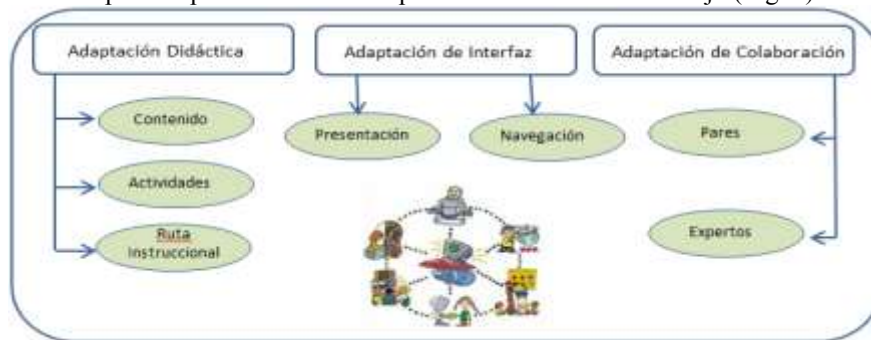 Adaptación Didáctica
Adaptación de Interfaz
Adaptación de Colaboración
Contenido
Presentación
Navegación
Pares
Actividades
Ruta
Instruccional
Expertos